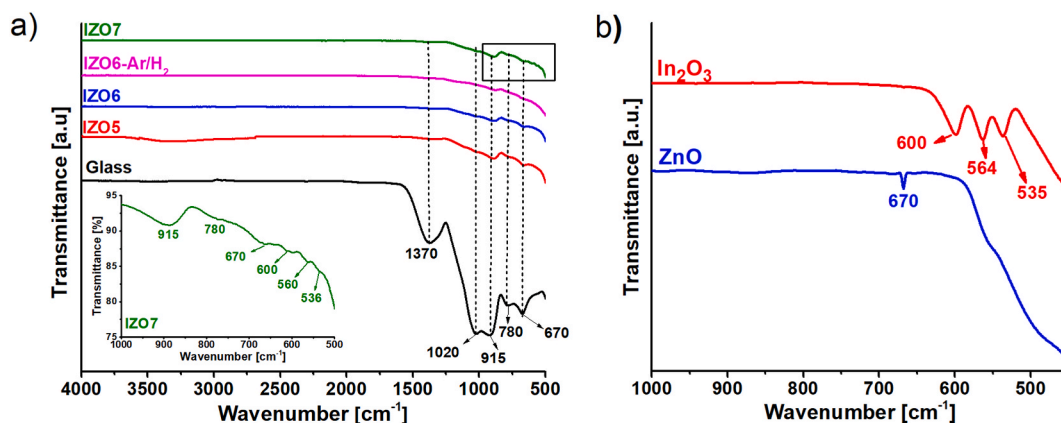 a)
IZO7
IZO6-Ar/H₂
IZO6
IZO5
Glass
1370
1020
915
780
670
Transmittance [a.u]
4000 3500 3000 2500 2000 1500 1000 500
Wavenumber [cm⁻¹]
95
90
85
80
75
Transmittance [%]
915
780
670
600
560
536
IZO7
1000 900 800 700 600 500
Wavenumber [cm⁻¹]
b)
In₂O₃
600
564
535
ZnO
670
Transmittance [a.u.]
1000 900 800 700 600 500
Wavenumber [cm⁻¹]